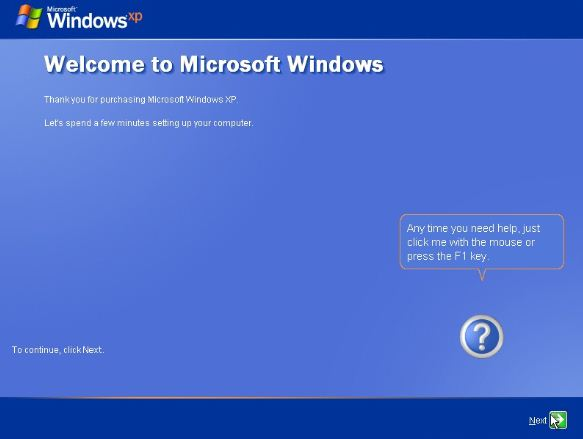 Microsoft
Windows xp
Welcome to Microsoft Windows
Thank you for purchasing Microsoft Windows XP.
Let's spend a few minutes setting up your computer.
Any time you need help, just
click me with the mouse or
press the F1 key.
?
To continue, click Next.
Next